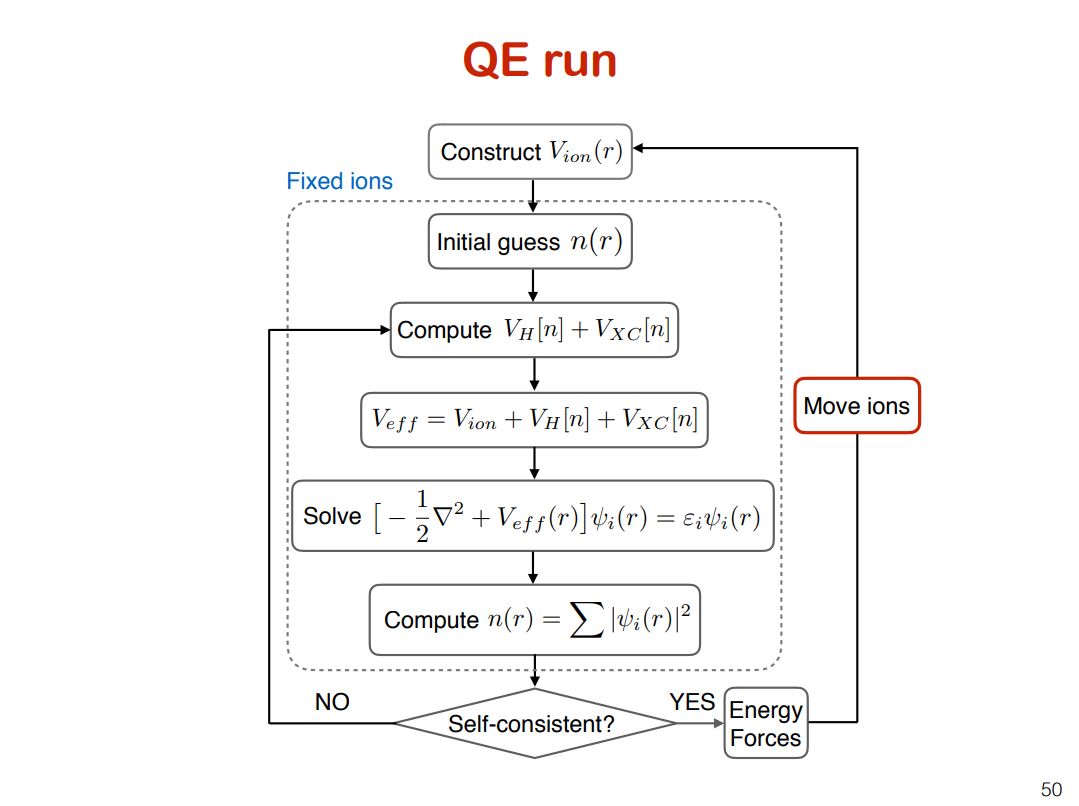 QE run
Construct $V_{ion}(r)$
Fixed ions
Initial guess $n(r)$
Compute $V_H[n] + V_{XC}[n]$
$V_{eff} = V_{ion} + V_H[n] + V_{XC}[n]$
Move ions
Solve $\left[ -\frac{1}{2}\nabla^2 + V_{eff}(r) \right] \psi_i(r) = \varepsilon_i \psi_i(r)$
Compute $n(r) = \sum |\psi_i(r)|^2$
NO
Self-consistent?
YES
Energy
Forces
50